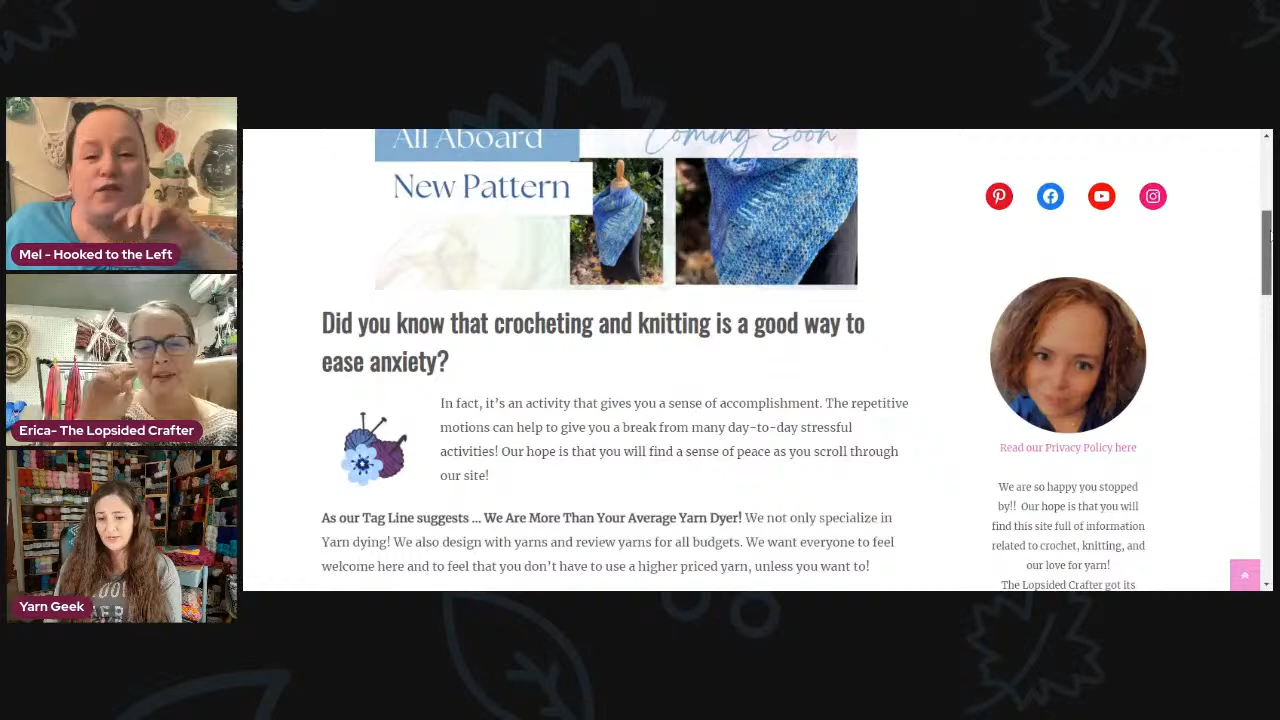 Mel - Hooked to the Left
Erica- The Lopsided Crafter
Yarn Geek
All Aboard
New Pattern
Coming Soon
Did you know that crocheting and knitting is a good way to
ease anxiety?
In fact, it’s an activity that gives you a sense of accomplishment. The repetitive
motions can help to give you a break from many day-to-day stressful
activities! Our hope is that you will find a sense of peace as you scroll through
our site!
As our Tag Line suggests ... We Are More Than Your Average Yarn Dyer! We not only specialize in
Yarn dying! We also design with yarns and review yarns for all budgets. We want everyone to feel
welcome here and to feel that you don’t have to use a higher priced yarn, unless you want to!
Read our Privacy Policy here
We are so happy you stopped
by!! Our hope is that you will
find this site full of information
related to crochet, knitting, and
our love for yarn!
The Lopsided Crafter got its